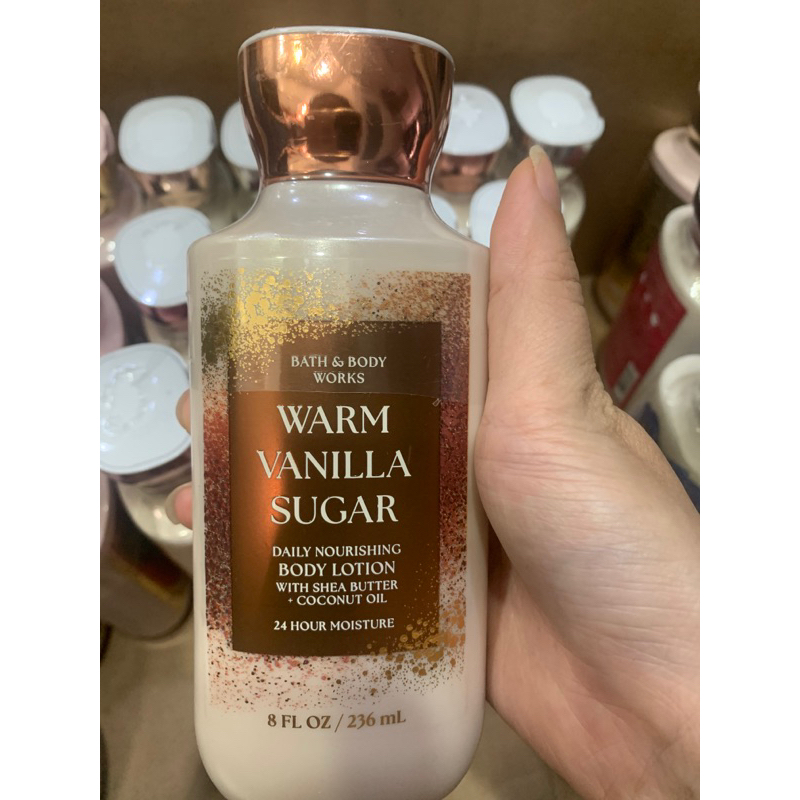 BATH & BODY
WORKS
WARM
VANILLA
SUGAR
DAILY NOURISHING
BODY LOTION
WITH SHEA BUTTER
+ COCONUT OIL
24 HOUR MOISTURE
8 FL OZ / 236 mL